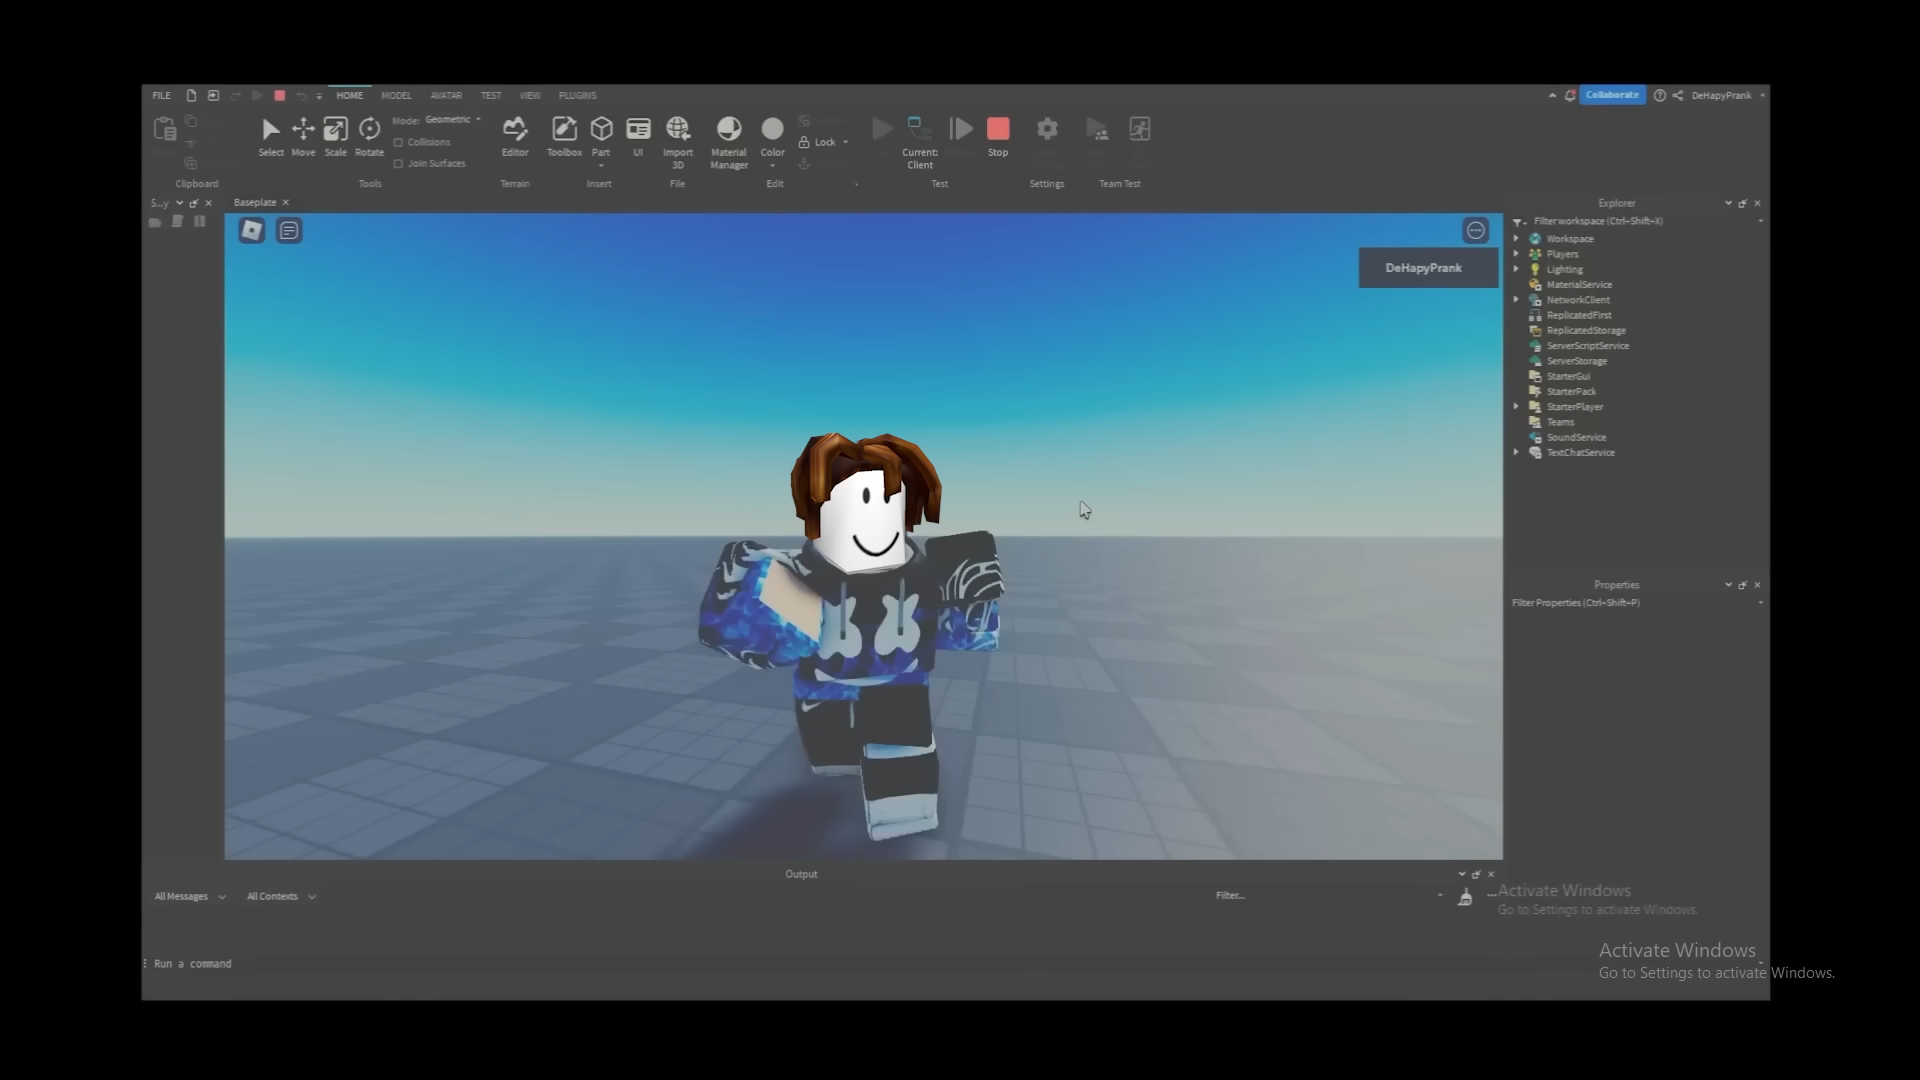 FILE HOME MODEL AVATAR TEST VIEW PLUGINS Collaborate DeHapyPrank
Select Move Scale Rotate
Mode: Geometric
Collisions
Join Surfaces
Editor Toolbox Part UI Import 3D Material Manager Color
Lock
Current: Client Stop
Clipboard Tools Terrain Insert File Edit Test Settings Team Test
S...y
Baseplate
DeHapyPrank
Explorer
Filter workspace (Ctrl+Shift+X)
Workspace
Players
Lighting
MaterialService
NetworkClient
ReplicatedFirst
ReplicatedStorage
ServerScriptService
ServerStorage
StarterGui
StarterPack
StarterPlayer
Teams
SoundService
TextChatService
Properties
Filter Properties (Ctrl+Shift+P)
Output
All Messages All Contexts Filter...
Run a command
Activate Windows
Go to Settings to activate Windows.
Activate Windows
Go to Settings to activate Windows.